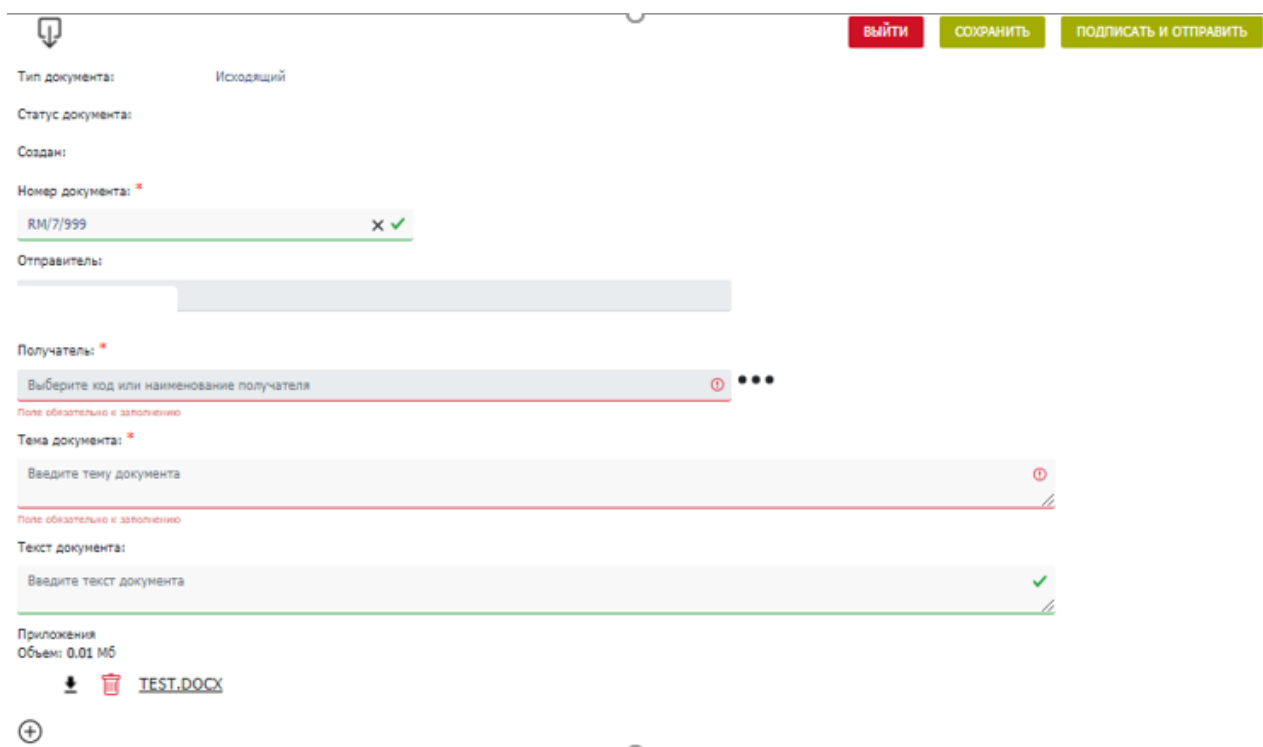 ВЫЙТИ СОХРАНИТЬ ПОДПИСАТЬ И ОТПРАВИТЬ
Тип документа: Исходящий
Статус документа:
Создан:
Номер документа: *
RM/7/999
Отправитель:
Получатель: *
Выберите код или наименование получателя
Поле обязательно к заполнению
Тема документа: *
Введите тему документа
Поле обязательно к заполнению
Текст документа:
Введите текст документа
Приложения
Объем: 0.01 Мб
TEST.DOCX